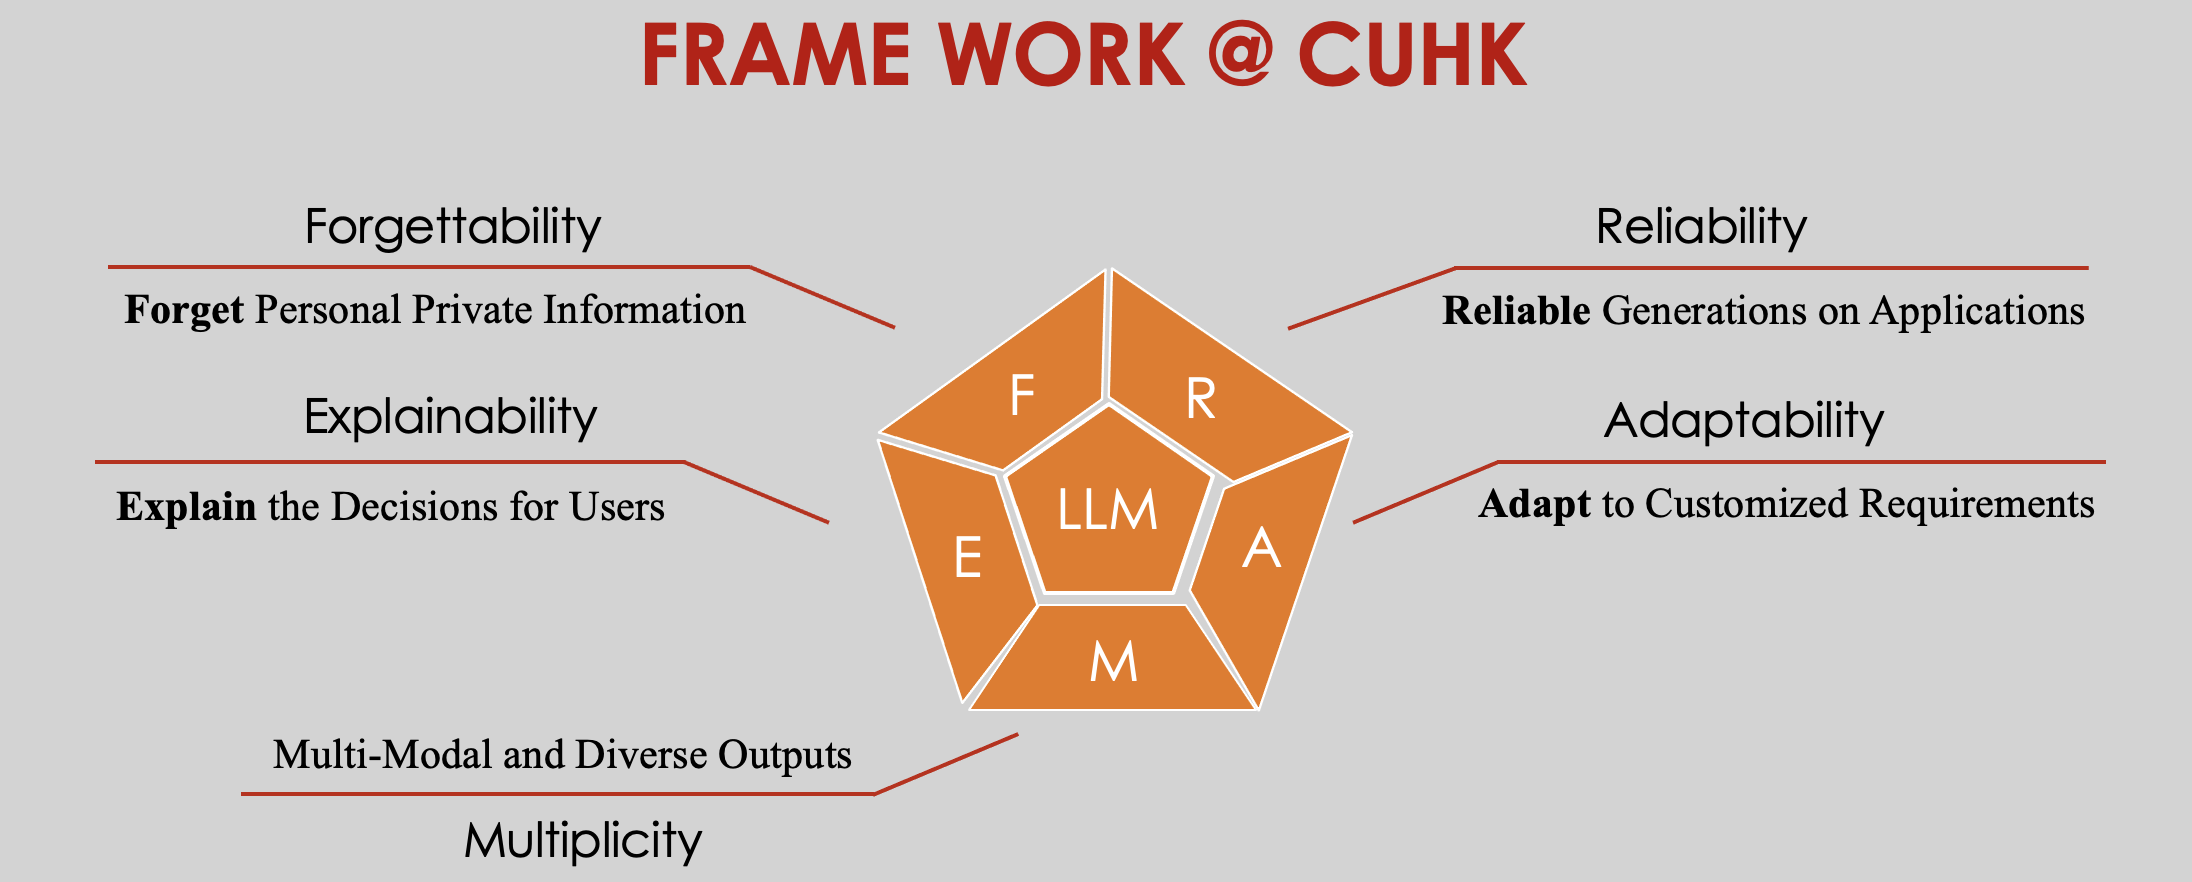 FRAME WORK @ CUHK
Forgettability
Forget Personal Private Information
Reliability
Reliable Generations on Applications
Explainability
Explain the Decisions for Users
Adaptability
Adapt to Customized Requirements
F
R
LLM
E
A
M
Multi-Modal and Diverse Outputs
Multiplicity